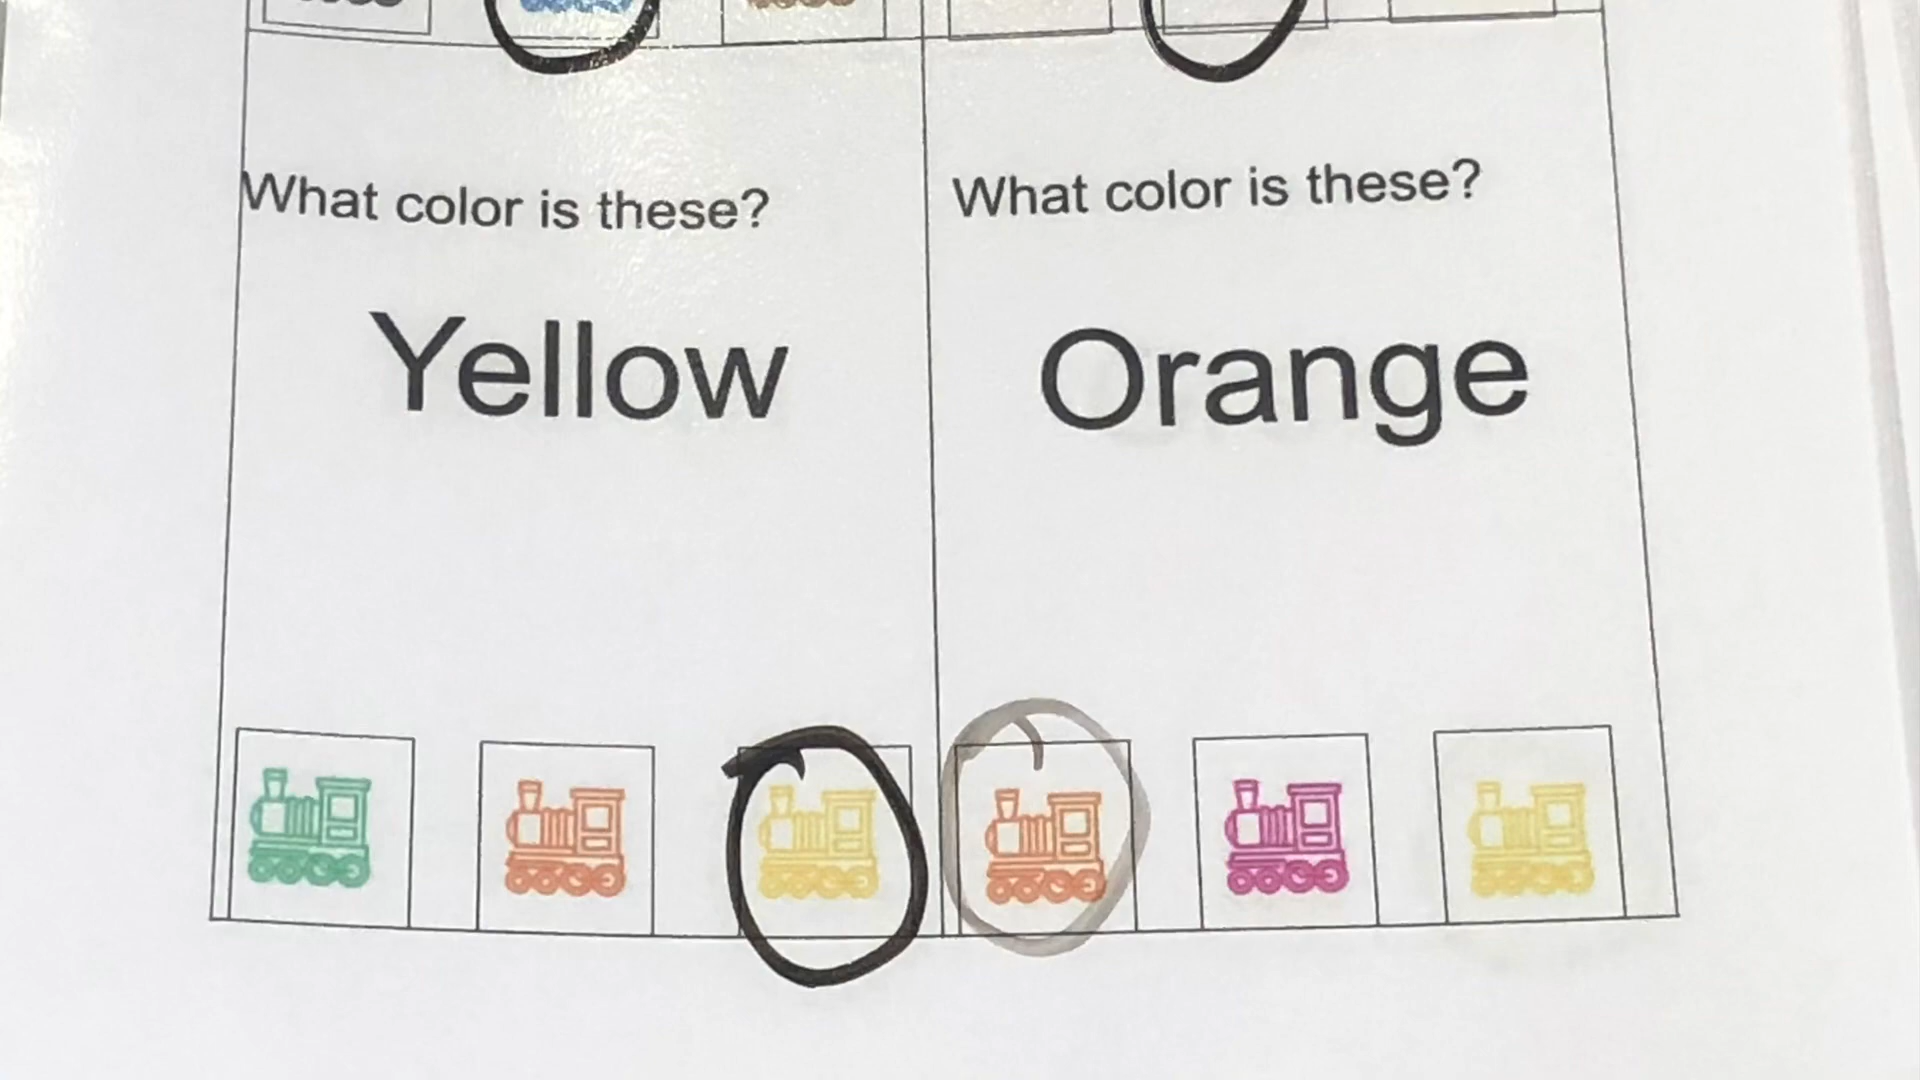 What color is these?
Yellow
What color is these?
Orange